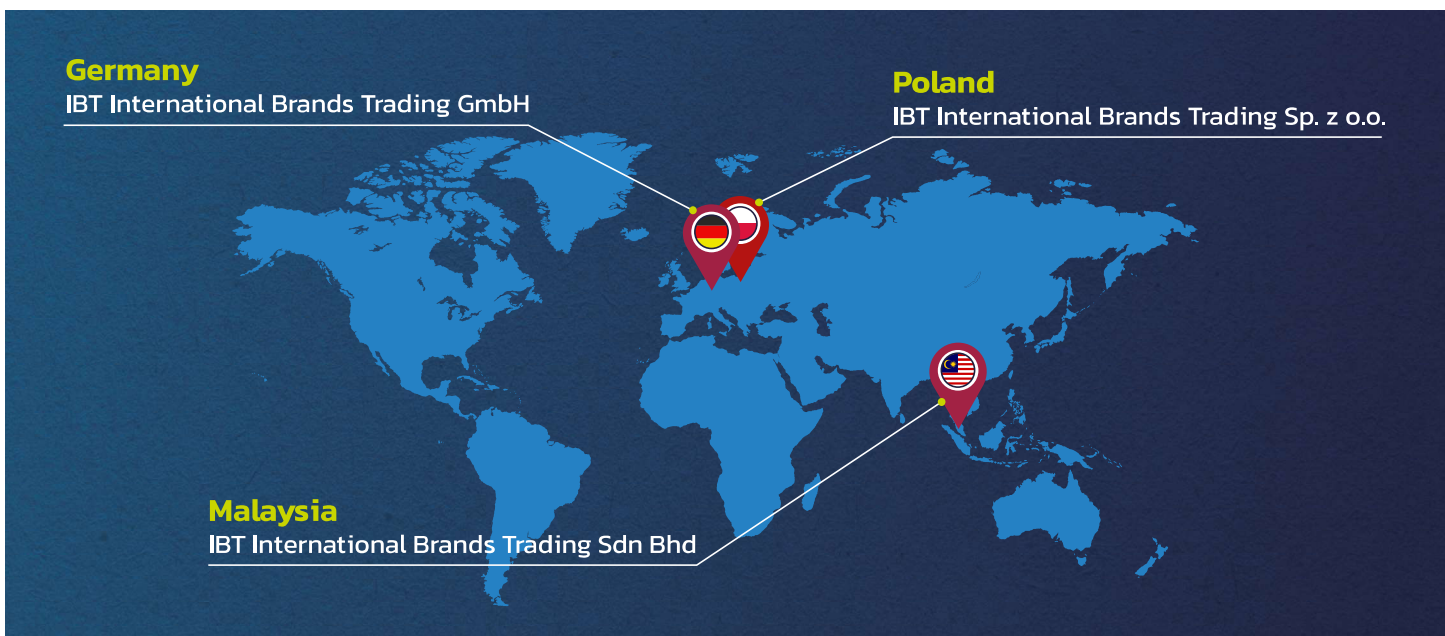 Germany
IBT International Brands Trading GmbH
Poland
IBT International Brands Trading Sp. z o.o.
Malaysia
IBT International Brands Trading Sdn Bhd